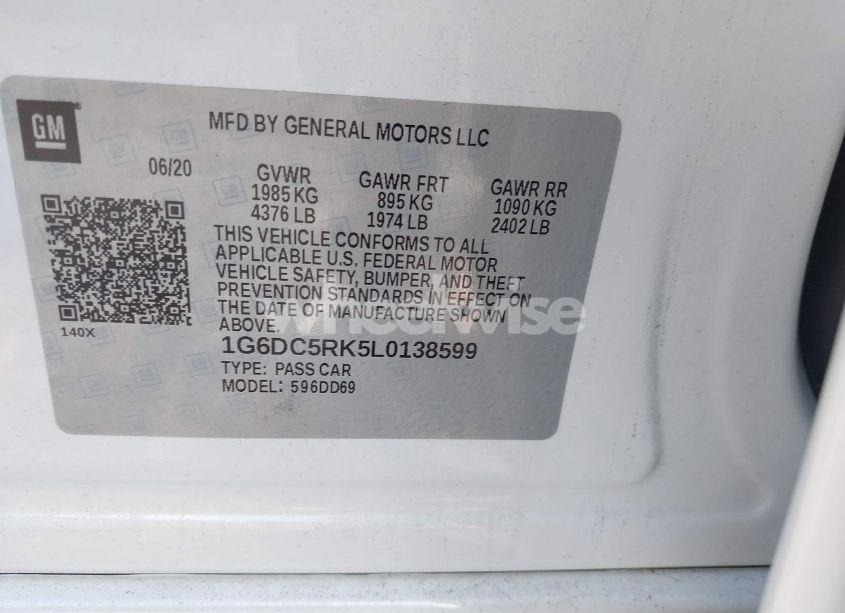 GM
MFD BY GENERAL MOTORS LLC
06/20
GVWR
1985 KG
4376 LB
GAWR FRT
895 KG
1974 LB
GAWR RR
1090 KG
2402 LB
THIS VEHICLE CONFORMS TO ALL
APPLICABLE U.S. FEDERAL MOTOR
VEHICLE SAFETY, BUMPER, AND THEFT
PREVENTION STANDARDS IN EFFECT ON
THE DATE OF MANUFACTURE SHOWN
ABOVE.
140X
1G6DC5RK5L0138599
TYPE: PASS CAR
MODEL: 596DD69
wheelwise